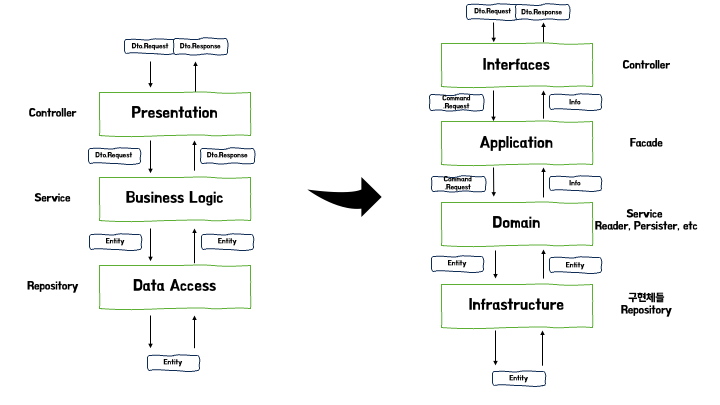 Dto.Request
Dto.Response
Controller
Presentation
Dto.Request
Dto.Response
Service
Business Logic
Entity
Entity
Repository
Data Access
Entity
Dto.Request
Dto.Response
Interfaces
Controller
Command
.Request
Info
Application
Facade
Command
.Request
Info
Domain
Service
Reader, Persister, etc
Entity
Entity
Infrastructure
구현체들
Repository
Entity